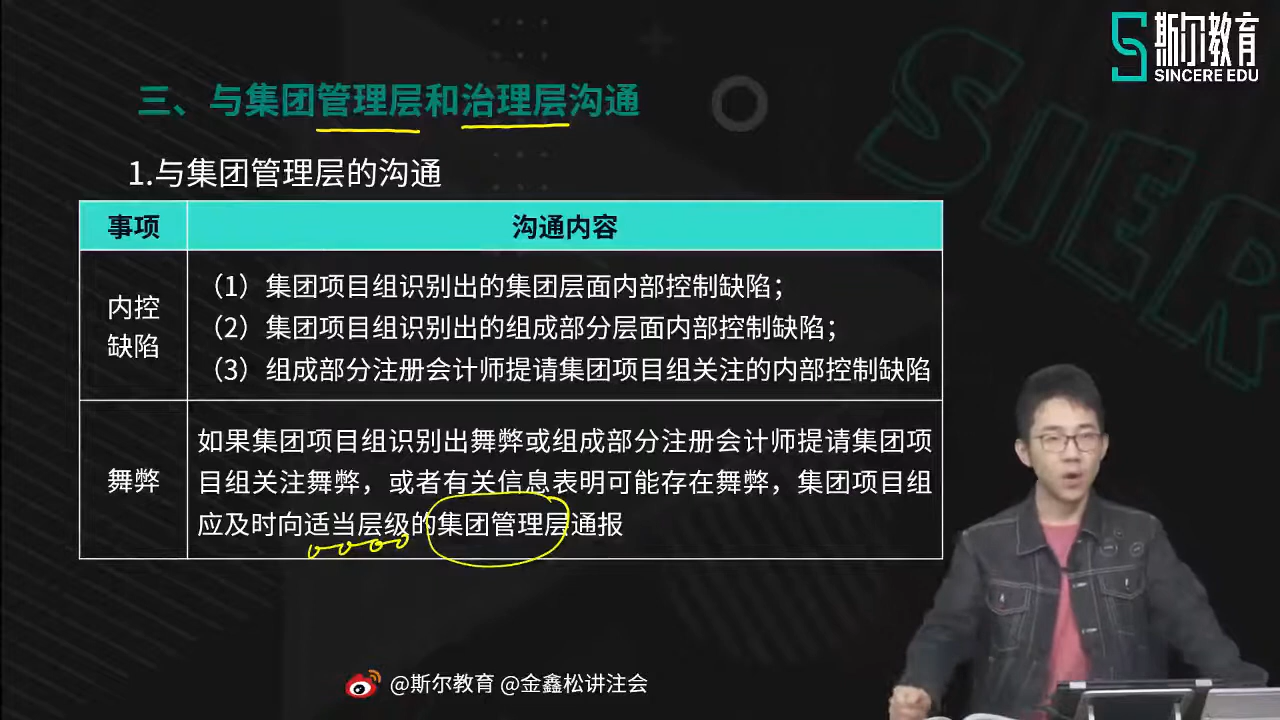 斯尔教育
SINCERE EDU
三、与集团管理层和治理层沟通
1.与集团管理层的沟通
事项
沟通内容
内控
缺陷
（1）集团项目组识别出的集团层面内部控制缺陷；
（2）集团项目组识别出的组成部分层面内部控制缺陷；
（3）组成部分注册会计师提请集团项目组关注的内部控制缺陷
舞弊
如果集团项目组识别出舞弊或组成部分注册会计师提请集团项
目组关注舞弊，或者有关信息表明可能存在舞弊，集团项目组
应及时向适当层级的集团管理层通报
@斯尔教育 @金鑫松讲注会
SIER